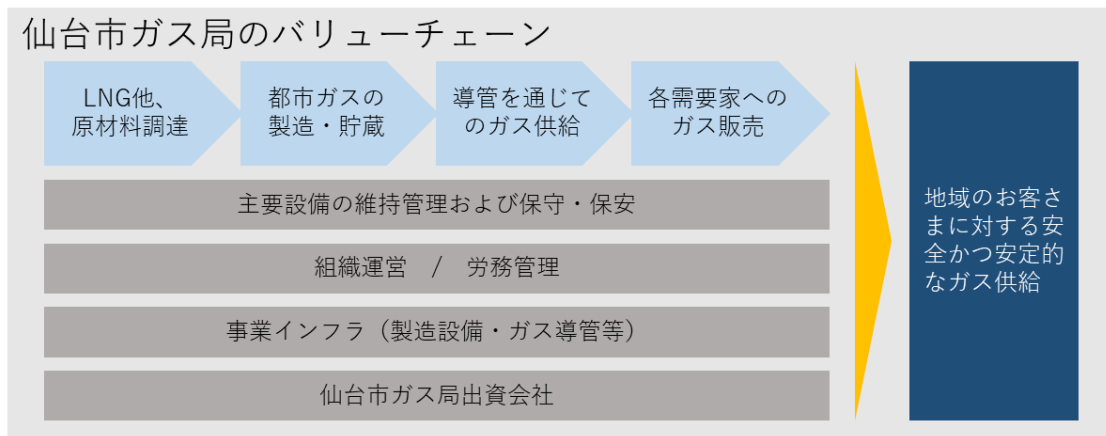 仙台市ガス局のバリューチェーン
LNG他、
原材料調達
都市ガスの
製造・貯蔵
導管を通じて
のガス供給
各需要家への
ガス販売
主要設備の維持管理および保守・保安
組織運営 / 労務管理
事業インフラ（製造設備・ガス導管等）
仙台市ガス局出資会社
地域のお客さ
まに対する安
全かつ安定的
なガス供給